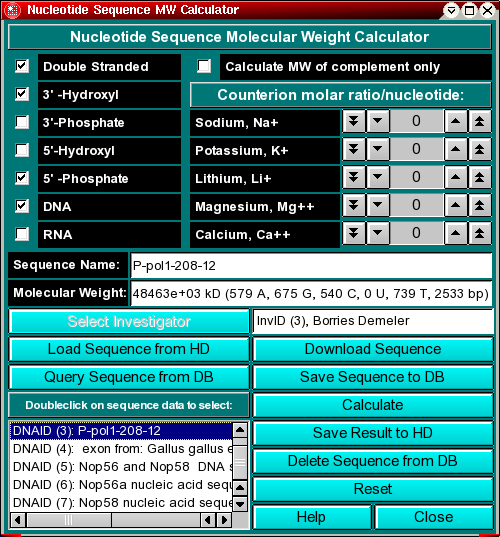 Nucleotide Sequence MW Calculator
Nucleotide Sequence Molecular Weight Calculator
Double Stranded
Calculate MW of complement only
3' -Hydroxyl
Counterion molar ratio/nucleotide:
3'-Phosphate
Sodium, Na+
0
5'-Hydroxyl
Potassium, K+
0
5' -Phosphate
Lithium, Li+
0
DNA
Magnesium, Mg++
0
RNA
Calcium, Ca++
0
Sequence Name:
P-pol1-208-12
Molecular Weight:
48463e+03 kD (579 A, 675 G, 540 C, 0 U, 739 T, 2533 bp)
Select Investigator
InvID (3), Borries Demeler
Load Sequence from HD
Download Sequence
Query Sequence from DB
Save Sequence to DB
Doubleclick on sequence data to select:
Calculate
DNAID (3): P-pol1-208-12
DNAID (4):  exon from: Gallus gallus e
DNAID (5): Nop56 and Nop58  DNA s
DNAID (6): Nop56a nucleic acid sequ
DNAID (7): Nop58 nucleic acid seque
Save Result to HD
Delete Sequence from DB
Reset
Help
Close